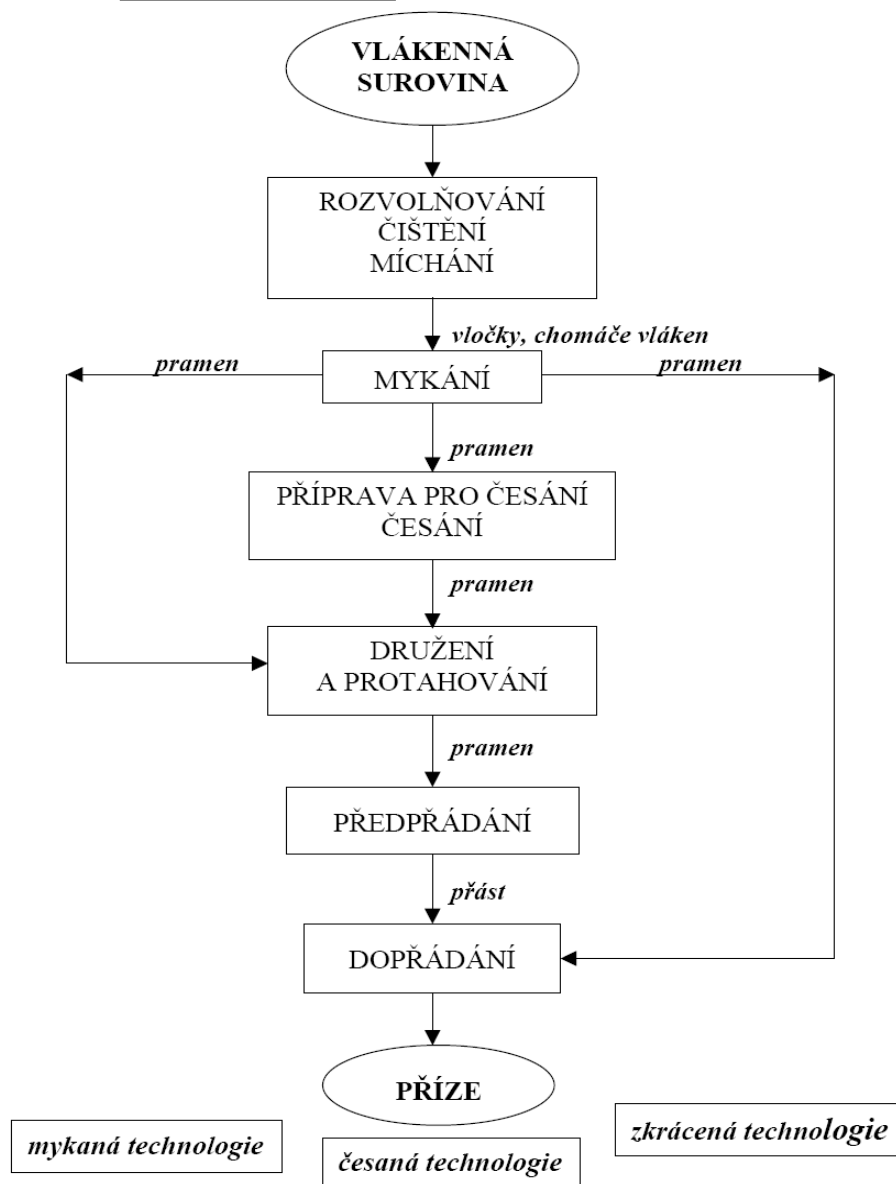 VLÁKENNÁ
SUROVINA
ROZVOLŇOVÁNÍ
ČIŠTĚNÍ
MÍCHÁNÍ
vločky, chomáče vláken
pramen
MYKÁNÍ
pramen
pramen
PŘÍPRAVA PRO ČESÁNÍ
ČESÁNÍ
pramen
DRUŽENÍ
A PROTAHOVÁNÍ
pramen
PŘEDPŘÁDÁNÍ
přást
DOPŘÁDÁNÍ
PŘÍZE
mykaná technologie
česaná technologie
zkrácená technologie